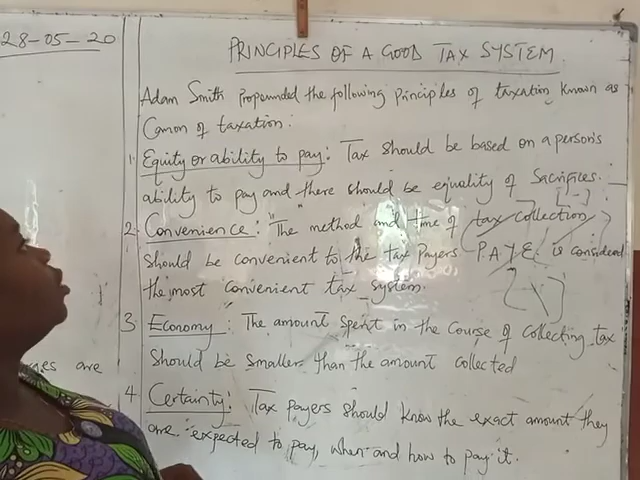 28-05-20
PRINCIPLES OF A GOOD TAX SYSTEM
Adam Smith Propounded the following principles of taxation known as
Canon of taxation:
1. Equity or ability to pay: Tax should be based on a person's
ability to pay and there should be equality of Sacrifices.
2. Convenience: The method and time of tax collection
should be convenient to the tax payers P.A.Y.E. is considered
the most convenient tax system.
3 Economy: The amount spent in the course of collecting tax
should be smaller than the amount collected
4 Certainty: Tax payers should know the exact amount they
are expected to pay, when and how to pay it.
are